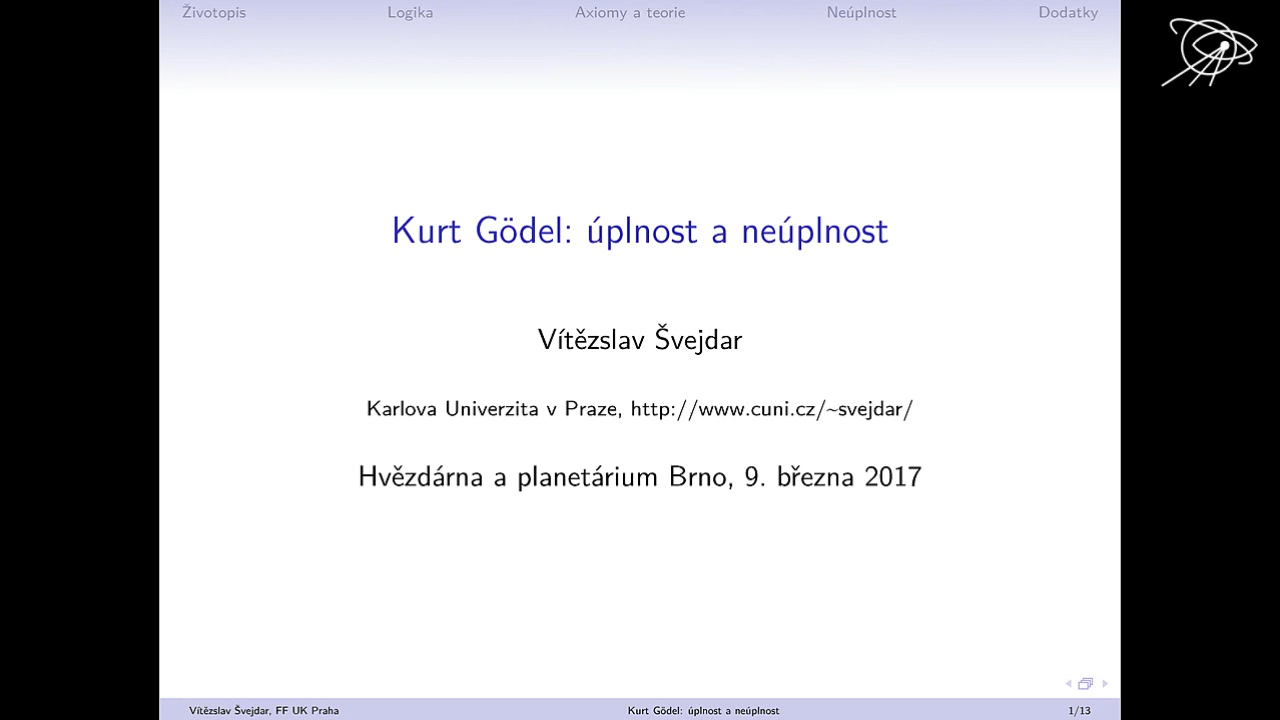 Životopis Logika Axiomy a teorie Neúplnost Dodatky
Kurt Gödel: úplnost a neúplnost
Vítězslav Švejdar
Karlova Univerzita v Praze, http://www.cuni.cz/~svejdar/
Hvězdárna a planetárium Brno, 9. března 2017
Vítězslav Švejdar, FF UK Praha Kurt Gödel: úplnost a neúplnost 1/13